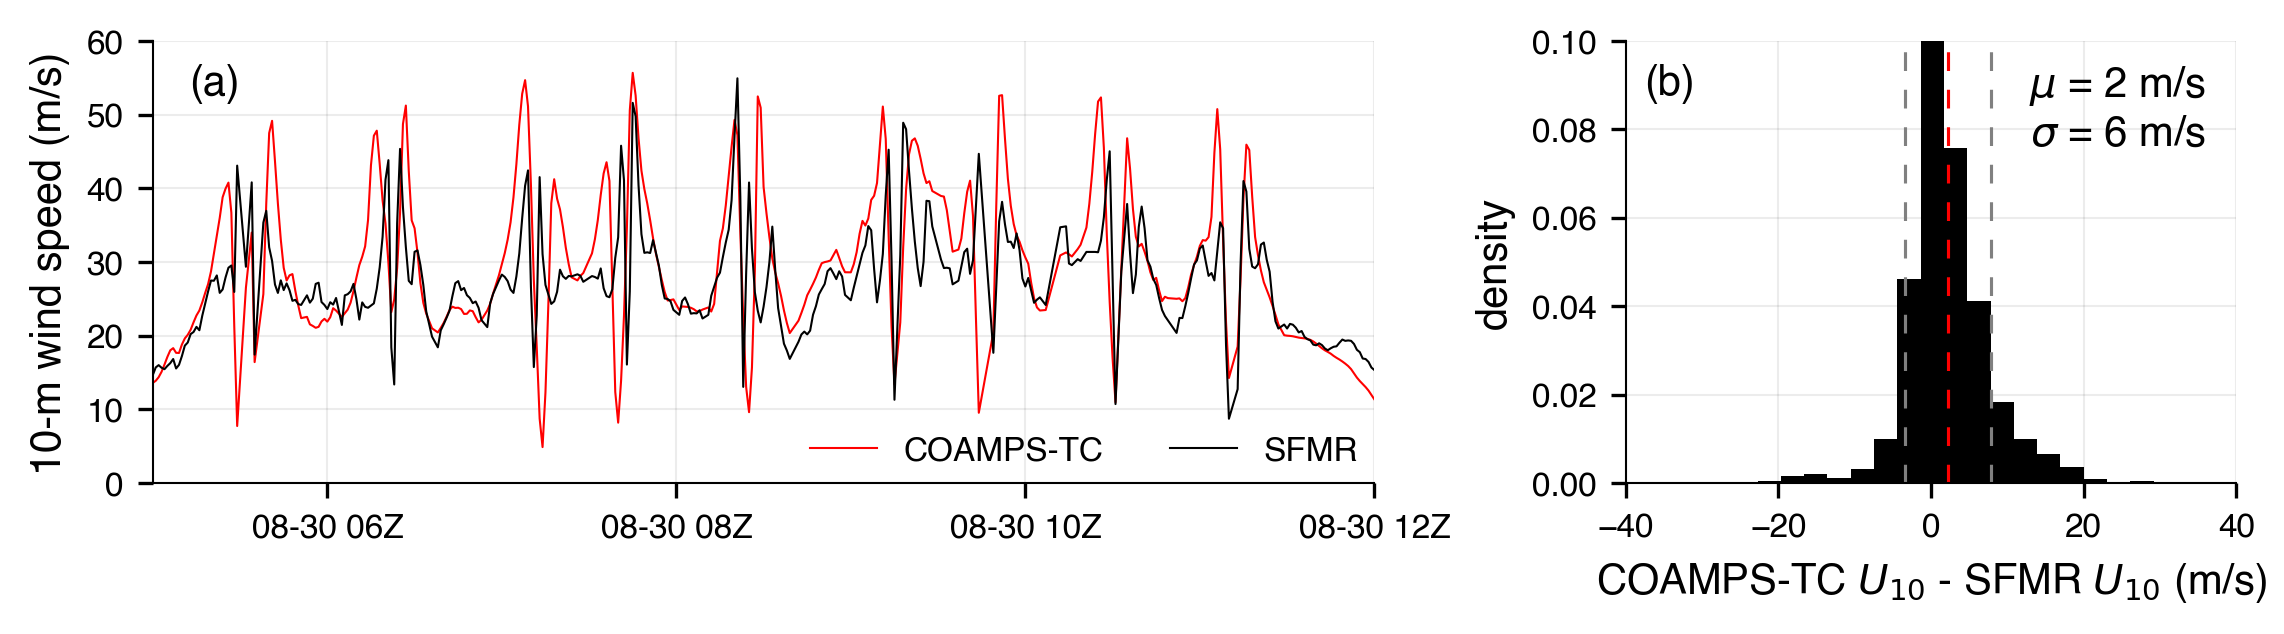 (a)
10-m wind speed (m/s)
60
50
40
30
20
10
0
COAMPS-TC
SFMR
08-30 06Z
08-30 08Z
08-30 10Z
08-30 12Z
(b)
μ = 2 m/s
σ = 6 m/s
density
0.10
0.08
0.06
0.04
0.02
0.00
−40
−20
0
20
40
COAMPS-TC U₁₀ - SFMR U₁₀ (m/s)